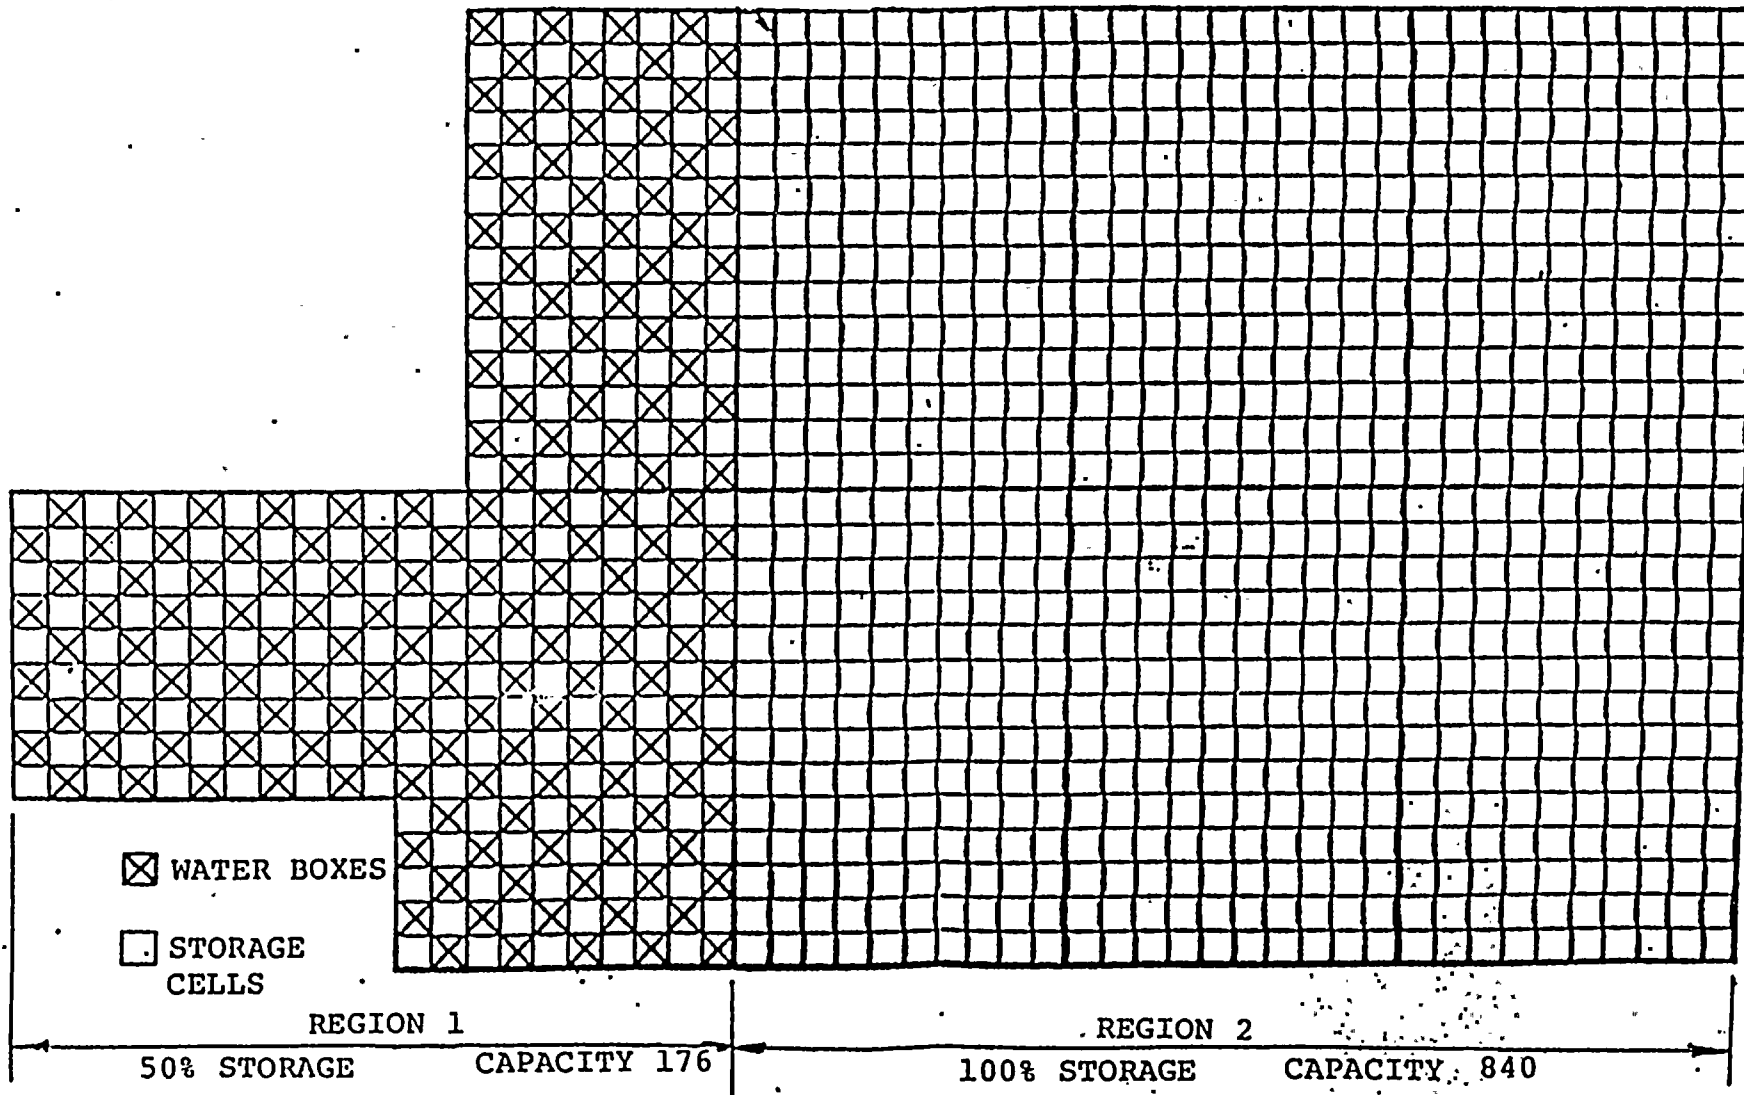 WATER BOXES
STORAGE
CELLS
REGION 1
50% STORAGE CAPACITY 176
REGION 2
100% STORAGE CAPACITY 840